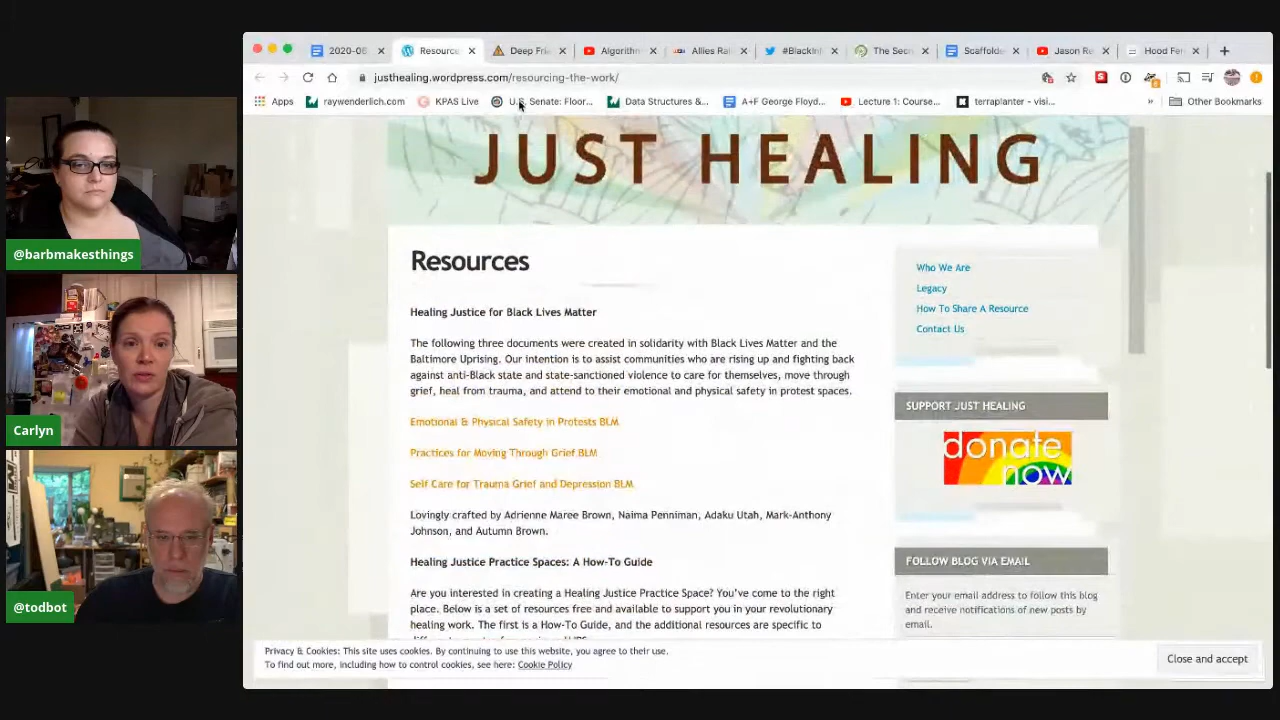 2020-08
Resource
Deep Fri
Algorithm
Allies Ra
#BlackIn
The Secr
Scaffolde
Jason Re
Hood Fe
justhealing.wordpress.com/resourcing-the-work/
Apps
raywenderlich.com
KPAS Live
U.S. Senate: Floor...
Data Structures &...
A+F George Floyd...
Lecture 1: Course...
terraplanter - visi...
»
Other Bookmarks
JUST HEALING
Resources
Healing Justice for Black Lives Matter
The following three documents were created in solidarity with Black Lives Matter and the
Baltimore Uprising. Our intention is to assist communities who are rising up and fighting back
against anti-Black state and state-sanctioned violence to care for themselves, move through
grief, heal from trauma, and attend to their emotional and physical safety in protest spaces.
Emotional & Physical Safety in Protests BLM
Practices for Moving Through Grief BLM
Self Care for Trauma Grief and Depression BLM
Lovingly crafted by Adrienne Maree Brown, Naima Penniman, Adaku Utah, Mark-Anthony
Johnson, and Autumn Brown.
Healing Justice Practice Spaces: A How-To Guide
Are you interested in creating a Healing Justice Practice Space? You've come to the right
place. Below is a set of resources free and available to support you in your revolutionary
healing work. The first is a How-To Guide, and the additional resources are specific to
Who We Are
Legacy
How To Share A Resource
Contact Us
SUPPORT JUST HEALING
donate
now
FOLLOW BLOG VIA EMAIL
Enter your email address to follow this blog
and receive notifications of new posts by
email.
Privacy & Cookies: This site uses cookies. By continuing to use this website, you agree to their use.
To find out more, including how to control cookies, see here: Cookie Policy
Close and accept
@barbmakesthings
Carlyn
@todbot